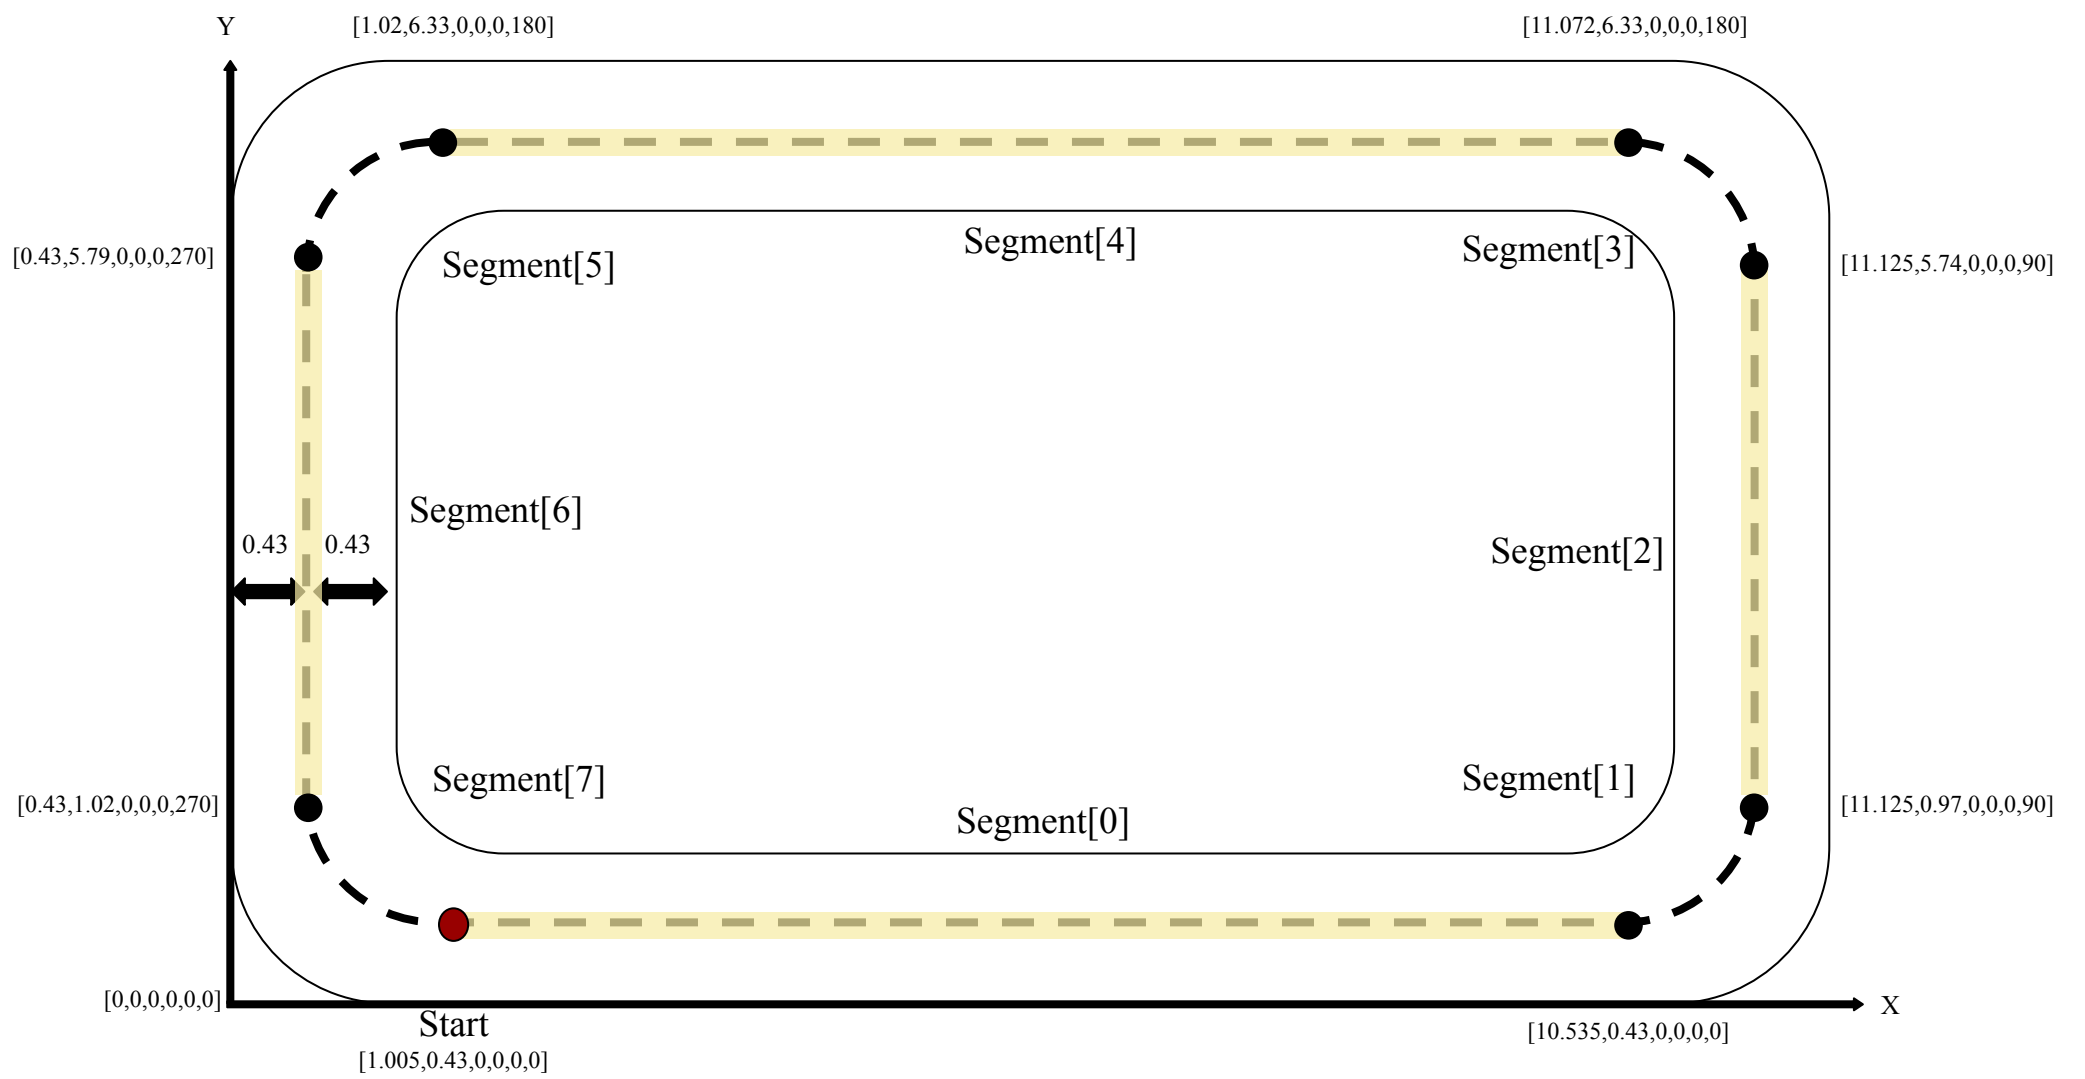 Y
[1.02,6.33,0,0,0,180]
[11.072,6.33,0,0,0,180]
Segment[4]
Segment[3]
[0.43,5.79,0,0,0,270]
Segment[5]
[11.125,5.74,0,0,0,90]
Segment[6]
0.43
0.43
Segment[2]
Segment[7]
Segment[1]
[0.43,1.02,0,0,0,270]
[11.125,0.97,0,0,0,90]
Segment[0]
[0,0,0,0,0,0]
X
Start
[10.535,0.43,0,0,0,0]
[1.005,0.43,0,0,0,0]